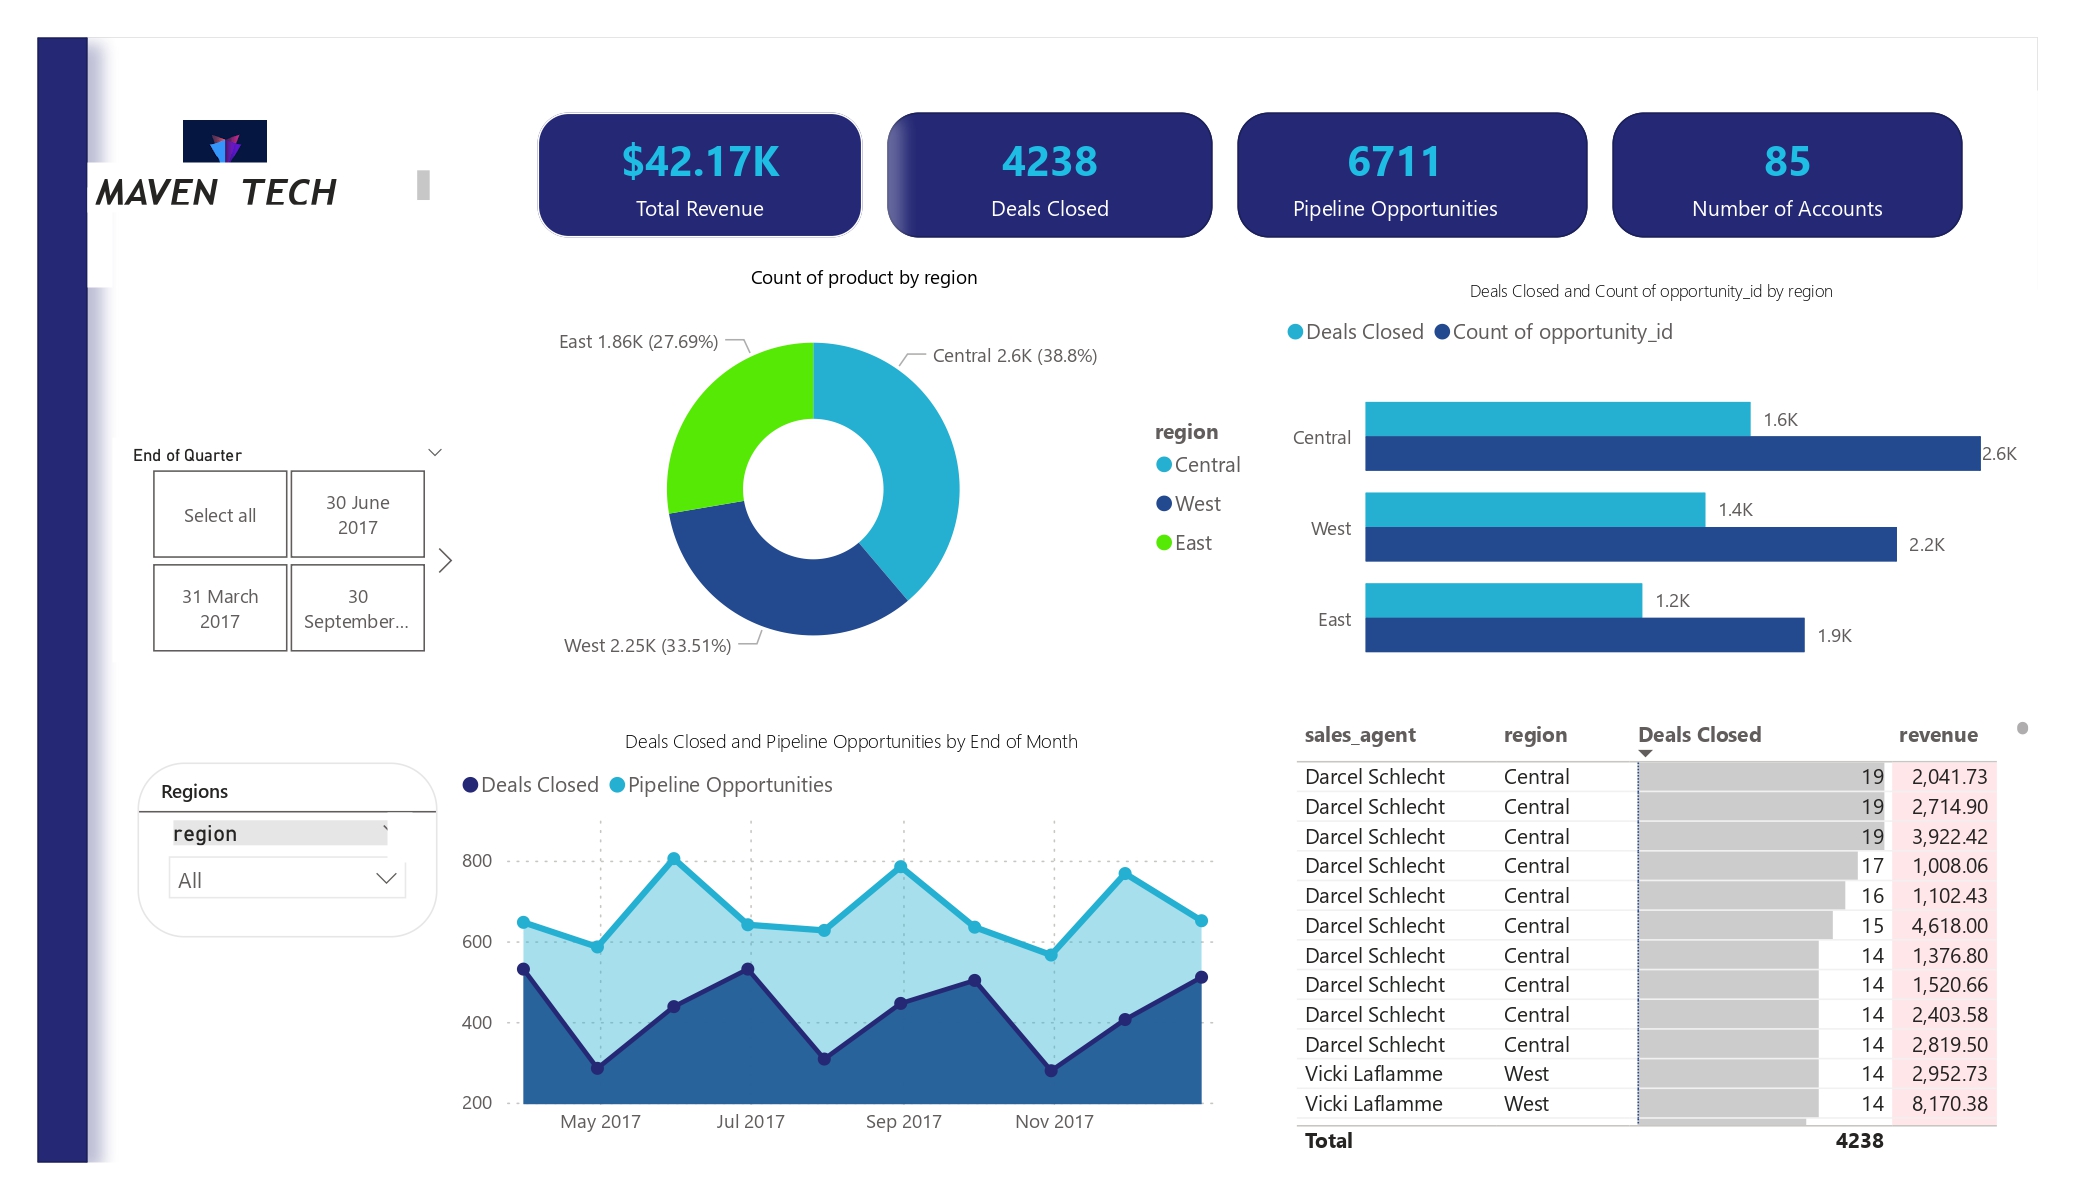 MAVEN TECH
$42.17K
Total Revenue
4238
Deals Closed
6711
Pipeline Opportunities
85
Number of Accounts
Count of product by region
East 1.86K (27.69%)
Central 2.6K (38.8%)
West 2.25K (33.51%)
region
Central
West
East
Deals Closed and Count of opportunity_id by region
Deals Closed
Count of opportunity_id
Central
1.6K
2.6K
West
1.4K
2.2K
East
1.2K
1.9K
End of Quarter
Select all
30 June
2017
31 March
2017
30
September...
Regions
region
All
Deals Closed and Pipeline Opportunities by End of Month
Deals Closed
Pipeline Opportunities
800
600
400
200
May 2017
Jul 2017
Sep 2017
Nov 2017
sales_agent region Deals Closed revenue
Darcel Schlecht Central 19 2,041.73
Darcel Schlecht Central 19 2,714.90
Darcel Schlecht Central 19 3,922.42
Darcel Schlecht Central 17 1,008.06
Darcel Schlecht Central 16 1,102.43
Darcel Schlecht Central 15 4,618.00
Darcel Schlecht Central 14 1,376.80
Darcel Schlecht Central 14 1,520.66
Darcel Schlecht Central 14 2,403.58
Darcel Schlecht Central 14 2,819.50
Vicki Laflamme West 14 2,952.73
Vicki Laflamme West 14 8,170.38
Total 4238